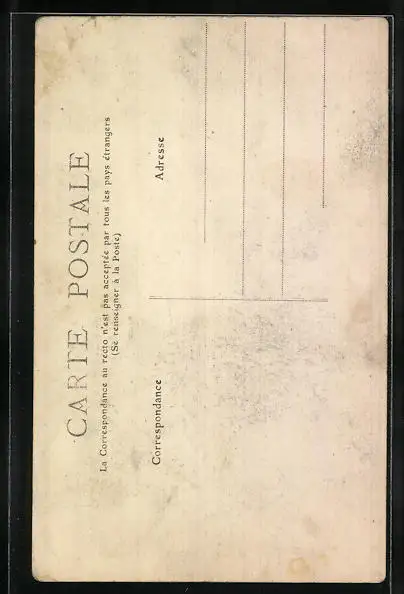 CARTE POSTALE
La Correspondance au recto n'est pas acceptée par tous les pays étrangers
(Se renseigner à la Poste)
Correspondance
Adresse